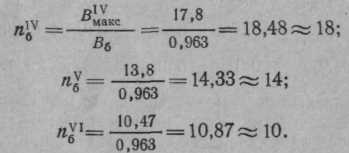 n_б^IV = B_макс^IV / B_б = 17,8 / 0,963 = 18,48 ≈ 18;
n_б^V = 13,8 / 0,963 = 14,33 ≈ 14;
n_б^VI = 10,47 / 0,963 = 10,87 ≈ 10.